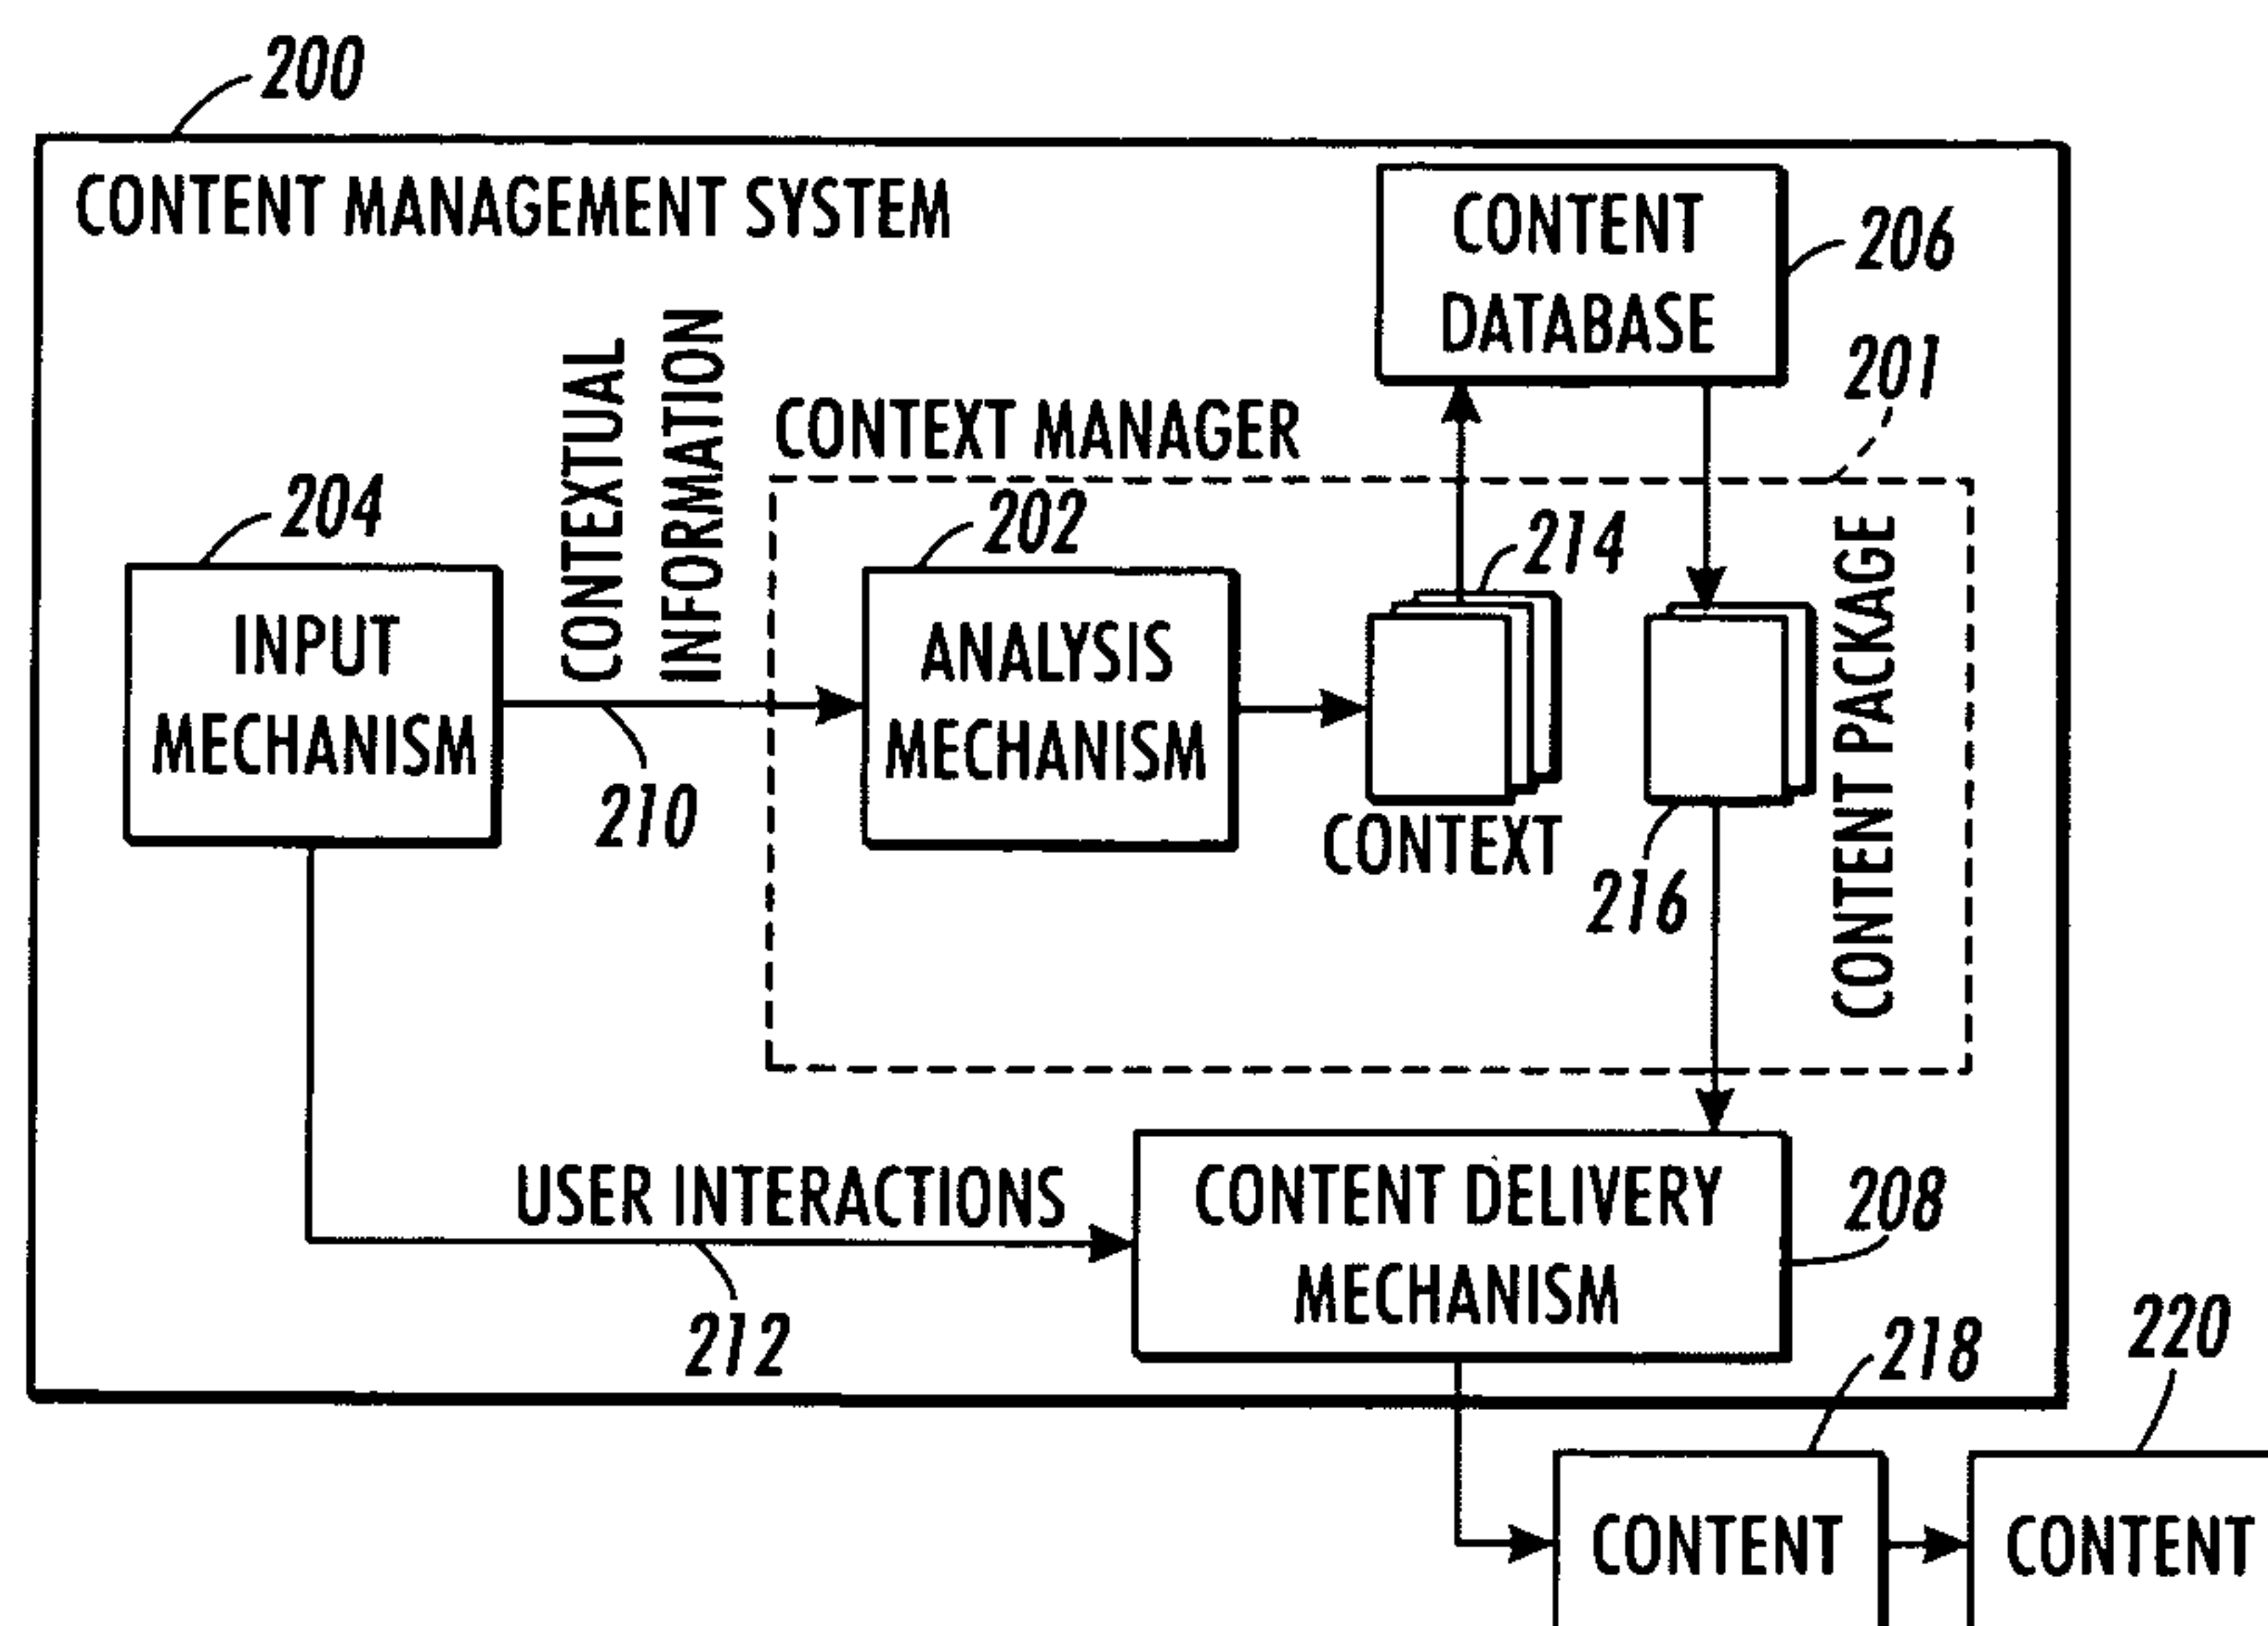 200
CONTENT MANAGEMENT SYSTEM
CONTENT
DATABASE
206
201
CONTEXTUAL
INFORMATION
CONTEXT MANAGER
204
202
214
INPUT
MECHANISM
ANALYSIS
MECHANISM
CONTENT PACKAGE
210
CONTEXT
216
USER INTERACTIONS
212
CONTENT DELIVERY
MECHANISM
208
218
220
CONTENT
CONTENT